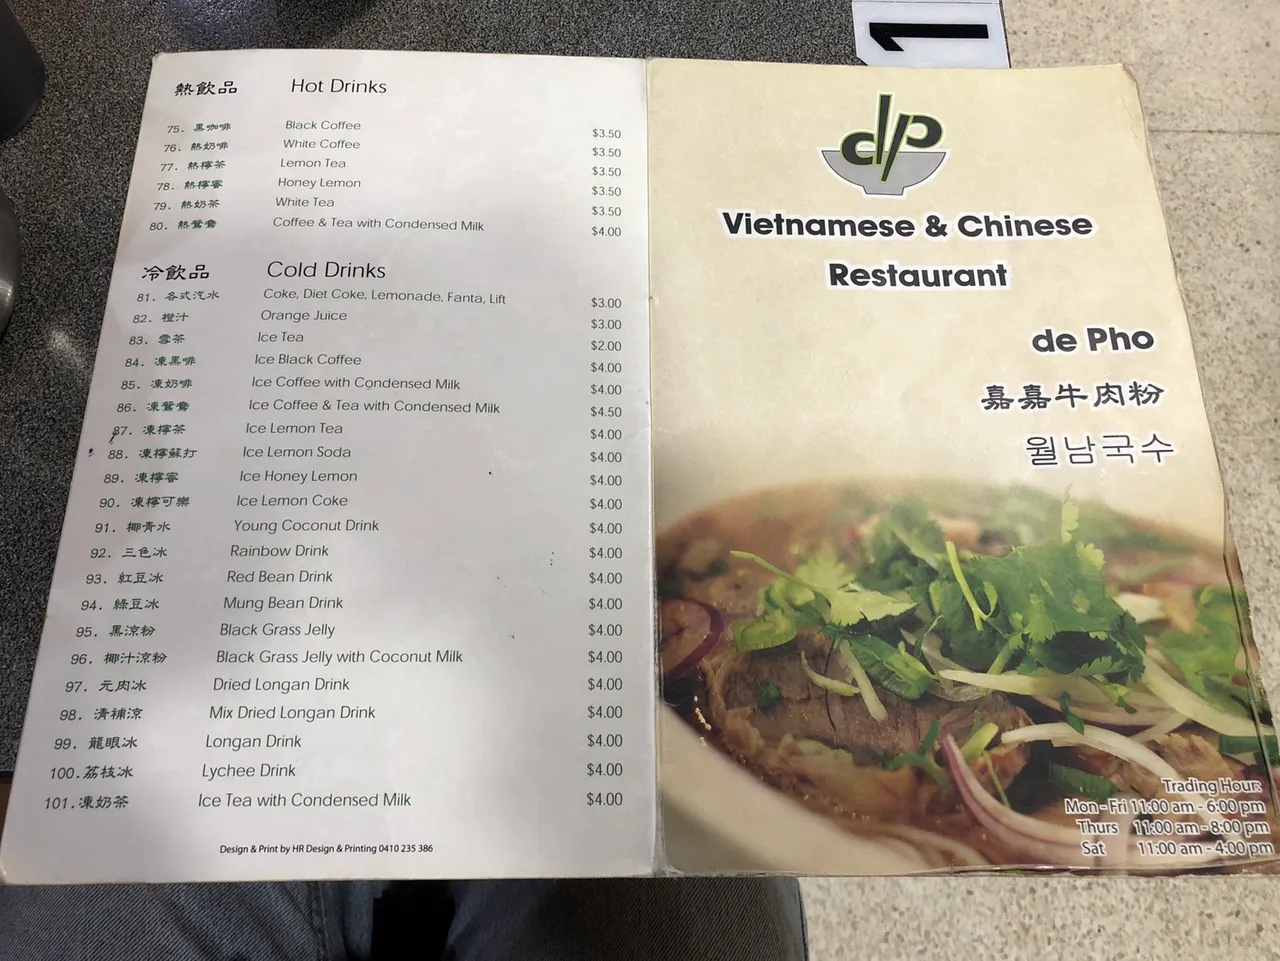 熱飲品 Hot Drinks
75. 黑咖啡 Black Coffee $3.50
76. 熱奶啡 White Coffee $3.50
77. 熱檸茶 Lemon Tea $3.50
78. 熱檸蜜 Honey Lemon $3.50
79. 熱奶茶 White Tea $3.50
80. 熱鴛鴦 Coffee & Tea with Condensed Milk $4.00
冷飲品 Cold Drinks
81. 各式汽水 Coke, Diet Coke, Lemonade, Fanta, Lift $3.00
82. 橙汁 Orange Juice $3.00
83. 雪茶 Ice Tea $2.00
84. 凍黑啡 Ice Black Coffee $4.00
85. 凍奶啡 Ice Coffee with Condensed Milk $4.00
86. 凍鴛鴦 Ice Coffee & Tea with Condensed Milk $4.50
87. 凍檸茶 Ice Lemon Tea $4.00
88. 凍檸蘇打 Ice Lemon Soda $4.00
89. 凍檸蜜 Ice Honey Lemon $4.00
90. 凍檸可樂 Ice Lemon Coke $4.00
91. 椰青水 Young Coconut Drink $4.00
92. 三色冰 Rainbow Drink $4.00
93. 紅豆冰 Red Bean Drink $4.00
94. 綠豆冰 Mung Bean Drink $4.00
95. 黑涼粉 Black Grass Jelly $4.00
96. 椰汁涼粉 Black Grass Jelly with Coconut Milk $4.00
97. 元肉冰 Dried Longan Drink $4.00
98. 清補涼 Mix Dried Longan Drink $4.00
99. 龍眼冰 Longan Drink $4.00
100. 荔枝冰 Lychee Drink $4.00
101. 凍奶茶 Ice Tea with Condensed Milk $4.00
Design & Print by HR Design & Printing 0410 235 386
1
dp
Vietnamese & Chinese
Restaurant
de Pho
嘉嘉牛肉粉
월남국수
Trading Hour:
Mon - Fri 11:00 am - 6:00 pm
Thurs 11:00 am - 8:00 pm
Sat 11:00 am - 4:00 pm